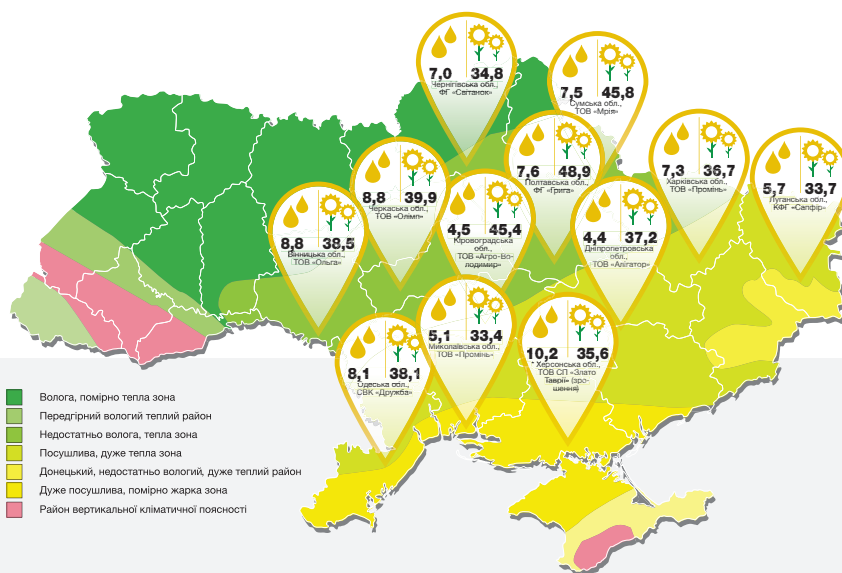 7,0 34,8
Чернігівська обл.,
ФГ «Світанок»
7,5 45,8
Сумська обл.,
ТОВ «Мрія»
7,6 48,9
Полтавська обл.,
ФГ «Грига»
7,3 36,7
Харківська обл.,
ТОВ «Промінь»
5,7 33,7
Луганська обл.,
КФГ «Сапфір»
8,8 39,9
Черкаська обл.,
ТОВ «Олімп»
8,8 38,5
Вінницька обл.,
ТОВ «Ольга»
4,5 45,4
Кіровоградська
обл.,
ТОВ «Агро-Во-
лодимир»
4,4 37,2
Дніпропетровська
обл.,
ТОВ «Алігатор»
5,1 33,4
Миколаївська обл.,
ТОВ «Промінь»
10,2 35,6
Херсонська обл.,
ТОВ СП «Злато
Таврії» (зро-
шення)
8,1 38,1
Одеська обл.,
СВК «Дружба»
Волога, помірно тепла зона
Передгірний вологий теплий район
Недостатньо волога, тепла зона
Посушлива, дуже тепла зона
Донецький, недостатньо вологий, дуже теплий район
Дуже посушлива, помірно жарка зона
Район вертикальної кліматичної поясності